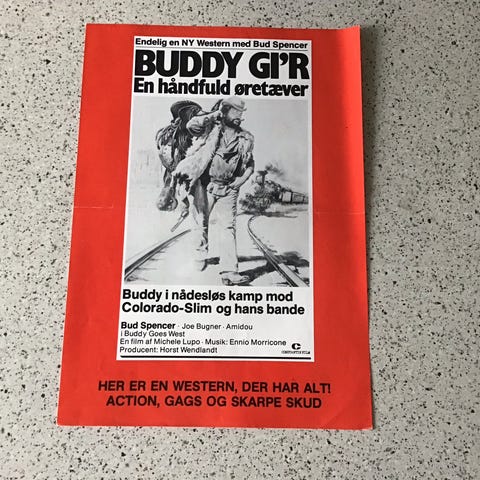 Endelig en NY Western med Bud Spencer
BUDDY GI'R
En håndfuld øretæver
Buddy i nådesløs kamp mod
Colorado-Slim og hans bande
Bud Spencer · Joe Bugner · Amidou
i Buddy Goes West
En film af Michele Lupo · Musik: Ennio Morricone
Producent: Horst Wendlandt
CONSTANTIN FILM
HER ER EN WESTERN, DER HAR ALT!
ACTION, GAGS OG SKARPE SKUD